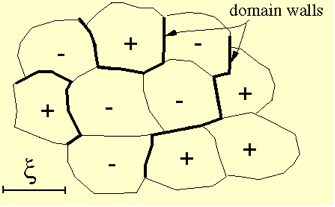 domain walls
- + -
+ - - +
- + +
ξ